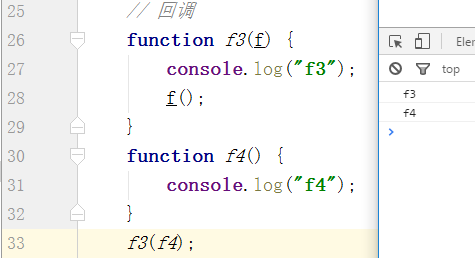 25 // 回调
26 function f3(f) {
27 console.log("f3");
28 f();
29 }
30 function f4() {
31 console.log("f4");
32 }
33 f3(f4);
Eler
top
f3
f4
>